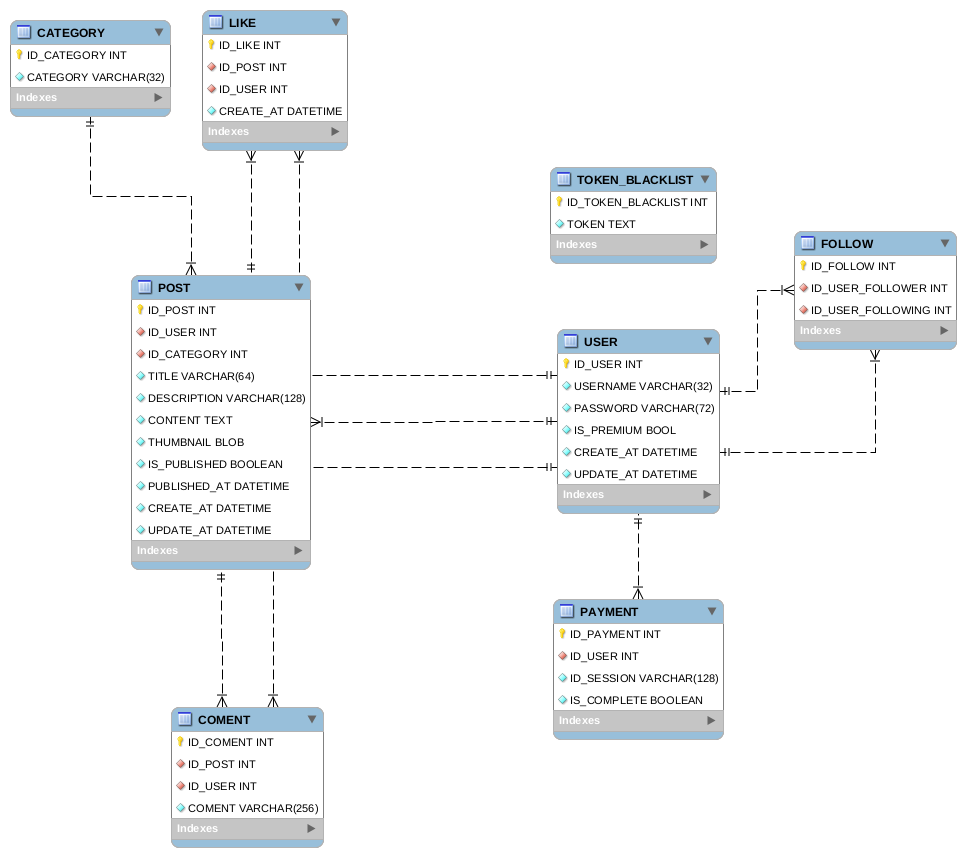 CATEGORY
ID_CATEGORY INT
CATEGORY VARCHAR(32)
Indexes
LIKE
ID_LIKE INT
ID_POST INT
ID_USER INT
CREATE_AT DATETIME
Indexes
TOKEN_BLACKLIST
ID_TOKEN_BLACKLIST INT
TOKEN TEXT
Indexes
FOLLOW
ID_FOLLOW INT
ID_USER_FOLLOWER INT
ID_USER_FOLLOWING INT
Indexes
POST
ID_POST INT
ID_USER INT
ID_CATEGORY INT
TITLE VARCHAR(64)
DESCRIPTION VARCHAR(128)
CONTENT TEXT
THUMBNAIL BLOB
IS_PUBLISHED BOOLEAN
PUBLISHED_AT DATETIME
CREATE_AT DATETIME
UPDATE_AT DATETIME
Indexes
USER
ID_USER INT
USERNAME VARCHAR(32)
PASSWORD VARCHAR(72)
IS_PREMIUM BOOL
CREATE_AT DATETIME
UPDATE_AT DATETIME
Indexes
PAYMENT
ID_PAYMENT INT
ID_USER INT
ID_SESSION VARCHAR(128)
IS_COMPLETE BOOLEAN
Indexes
COMENT
ID_COMENT INT
ID_POST INT
ID_USER INT
COMENT VARCHAR(256)
Indexes